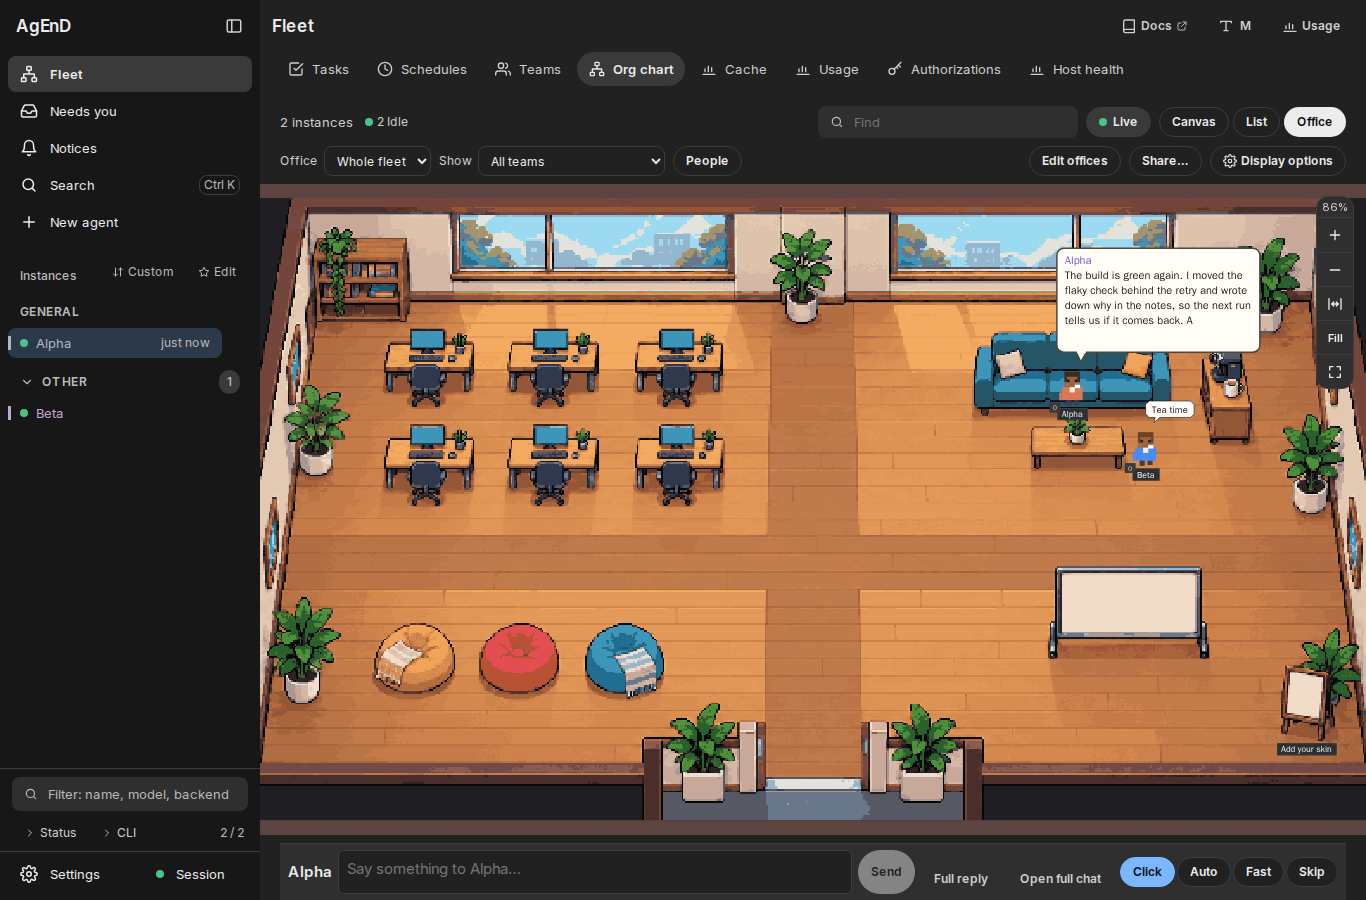 AgEnD
Fleet
Needs you
Notices
Search
Ctrl K
New agent
Instances
Custom
Edit
GENERAL
Alpha
just now
OTHER
1
Beta
Filter: name, model, backend
Status
CLI
2 / 2
Settings
Session
Fleet
Docs
M
Usage
Tasks
Schedules
Teams
Org chart
Cache
Usage
Authorizations
Host health
2 instances
2 Idle
Find
Live
Canvas
List
Office
Office
Whole fleet
Show
All teams
People
Edit offices
Share...
Display options
86%
Fill
Alpha
The build is green again. I moved the
flaky check behind the retry and wrote
down why in the notes, so the next run
tells us if it comes back. A
0
Alpha
Tea time
0
Beta
Add your skin
Alpha
Say something to Alpha...
Send
Full reply
Open full chat
Click
Auto
Fast
Skip